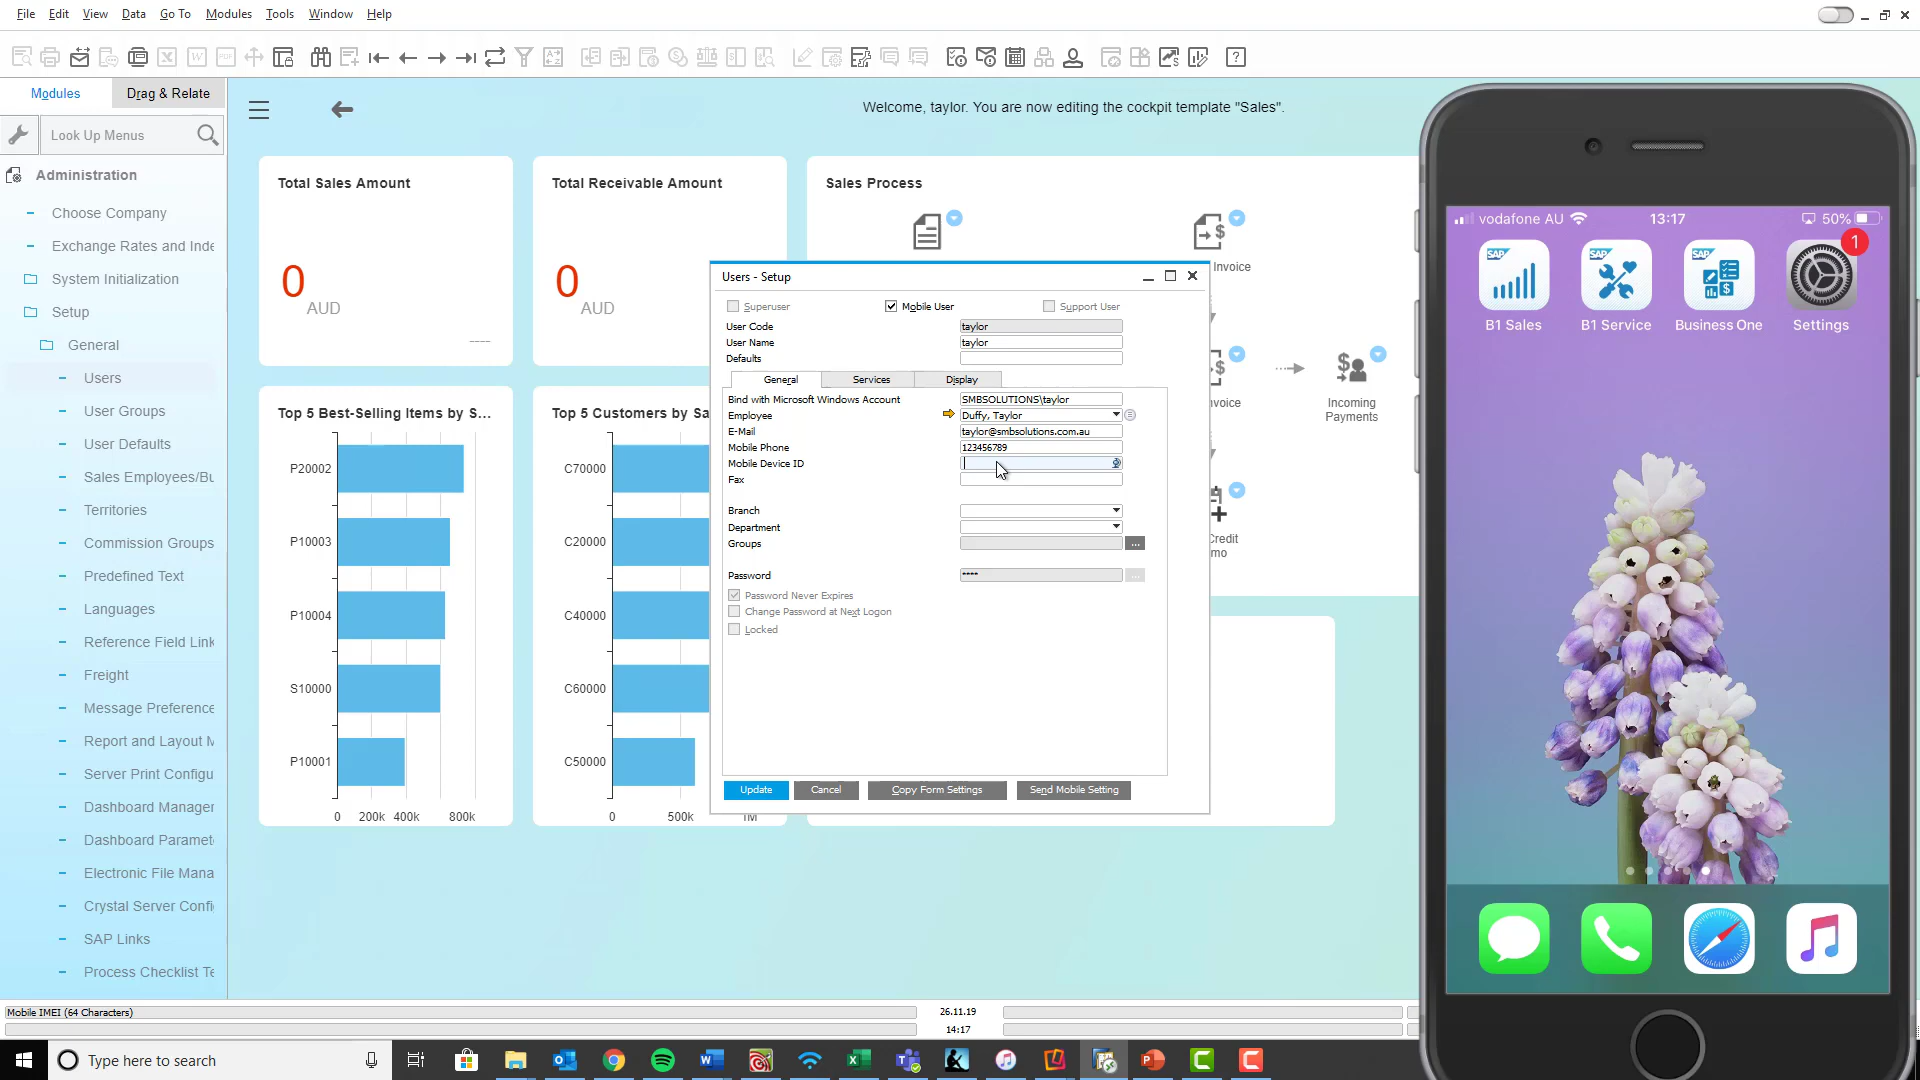 File Edit View Data Go To Modules Tools Window Help
Modules
Drag & Relate
Look Up Menus
Administration
Choose Company
Exchange Rates and Inde
System Initialization
Setup
General
Users
User Groups
User Defaults
Sales Employees/Bu
Territories
Commission Groups
Predefined Text
Languages
Reference Field Link
Freight
Message Preference
Report and Layout M
Server Print Configu
Dashboard Manager
Dashboard Paramet
Electronic File Mana
Crystal Server Confi
SAP Links
Process Checklist Te
Welcome, taylor. You are now editing the cockpit template "Sales".
Total Sales Amount
0
AUD
----
Total Receivable Amount
0
AUD
Sales Process
Invoice
nvoice
Incoming
Payments
Credit
mo
Top 5 Best-Selling Items by S...
P20002
P10003
P10004
S10000
P10001
0 200k 400k 800k
Top 5 Customers by Sa
C70000
C20000
C40000
C60000
C50000
0 500k 1M
Users - Setup
Superuser
Mobile User
Support User
User Code taylor
User Name taylor
Defaults
General Services Display
Bind with Microsoft Windows Account SMBSOLUTIONS\taylor
Employee Duffy, Taylor
E-Mail taylor@smbsolutions.com.au
Mobile Phone 123456789
Mobile Device ID
Fax
Branch
Department
Groups ...
Password **** ...
Password Never Expires
Change Password at Next Logon
Locked
Update Cancel Copy Form Settings Send Mobile Setting
vodafone AU 13:17 50%
1
SAP SAP SAP
B1 Sales B1 Service Business One Settings
Mobile IMEI (64 Characters)
26.11.19
14:17
Type here to search